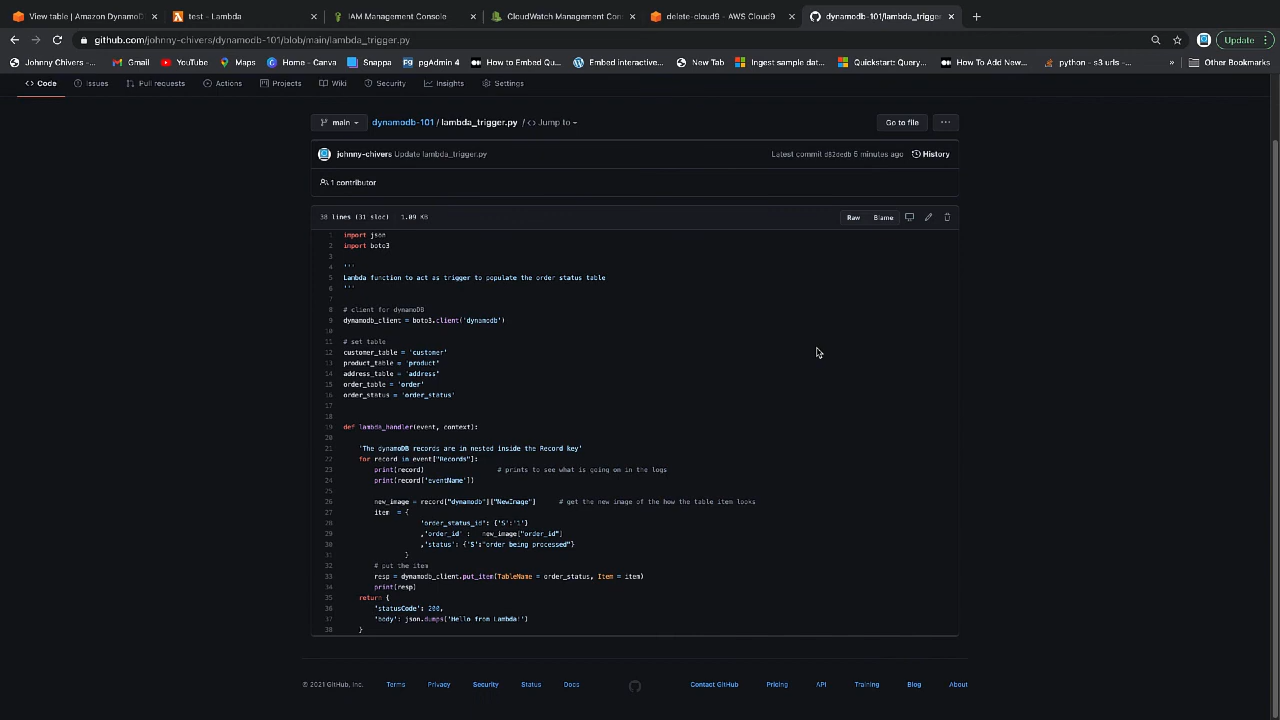 View table | Amazon DynamoD
test - Lambda
IAM Management Console
CloudWatch Management Con
delete-cloud9 - AWS Cloud9
dynamodb-101/lambda_trigger
github.com/johnny-chivers/dynamodb-101/blob/main/lambda_trigger.py
Update
Johnny Chivers -...
Gmail
YouTube
Maps
Home - Canva
Snappa
pgAdmin 4
How to Embed Qu...
Embed interactive...
New Tab
Ingest sample dat...
Quickstart: Query...
How To Add New...
python - s3 urls -...
»
Other Bookmarks
Code
Issues
Pull requests
Actions
Projects
Wiki
Security
Insights
Settings
main
dynamodb-101 / lambda_trigger.py / <> Jump to
Go to file
...
johnny-chivers Update lambda_trigger.py
Latest commit d82dedb 5 minutes ago
History
1 contributor
38 lines (31 sloc) 1.09 KB
Raw
Blame
1 import json
2 import boto3
3
4 '''
5 Lambda function to act as trigger to populate the order status table
6 '''
7
8 # client for dynamoDB
9 dynamodb_client = boto3.client('dynamodb')
10
11 # set table
12 customer_table = 'customer'
13 product_table = 'product'
14 address_table = 'address'
15 order_table = 'order'
16 order_status = 'order_status'
17
18
19 def lambda_handler(event, context):
20
21 'The dynamoDB records are in nested inside the Record key'
22 for record in event["Records"]:
23 print(record) # prints to see what is going on in the logs
24 print(record['eventName'])
25
26 new_image = record["dynamodb"]["NewImage"] # get the new image of the how the table item looks
27 item = {
28 'order_status_id': {'S':'1'}
29 ,'order_id' : new_image["order_id"]
30 ,'status': {'S':"order being processed"}
31 }
32 # put the item
33 resp = dynamodb_client.put_item(TableName = order_status, Item = item)
34 print(resp)
35 return {
36 'statusCode': 200,
37 'body': json.dumps('Hello from Lambda!')
38 }
© 2021 GitHub, Inc.
Terms
Privacy
Security
Status
Docs
Contact GitHub
Pricing
API
Training
Blog
About